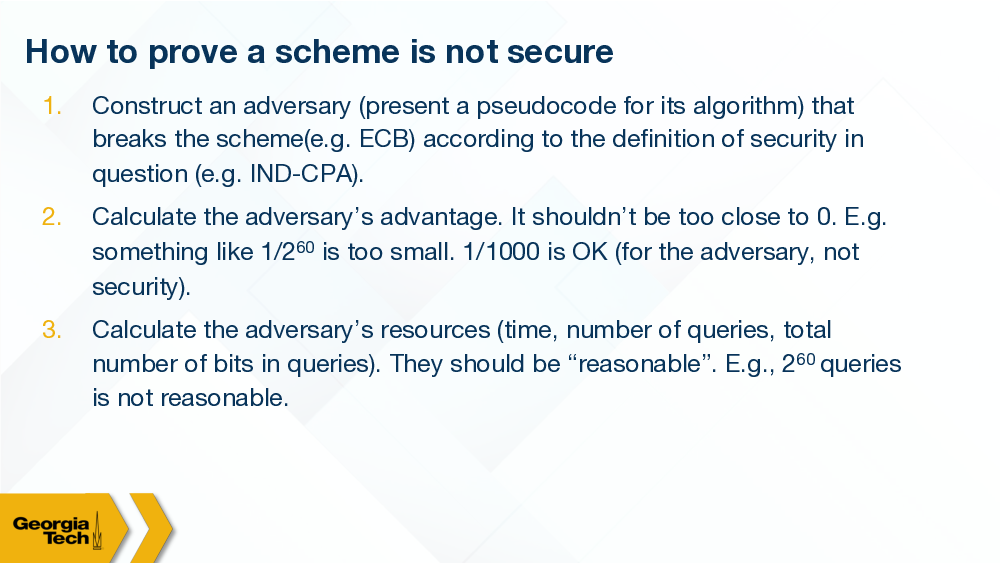 How to prove a scheme is not secure
1. Construct an adversary (present a pseudocode for its algorithm) that
breaks the scheme(e.g. ECB) according to the definition of security in
question (e.g. IND-CPA).
2. Calculate the adversary’s advantage. It shouldn’t be too close to 0. E.g.
something like 1/2⁶⁰ is too small. 1/1000 is OK (for the adversary, not
security).
3. Calculate the adversary’s resources (time, number of queries, total
number of bits in queries). They should be “reasonable”. E.g., 2⁶⁰ queries
is not reasonable.
Georgia
Tech